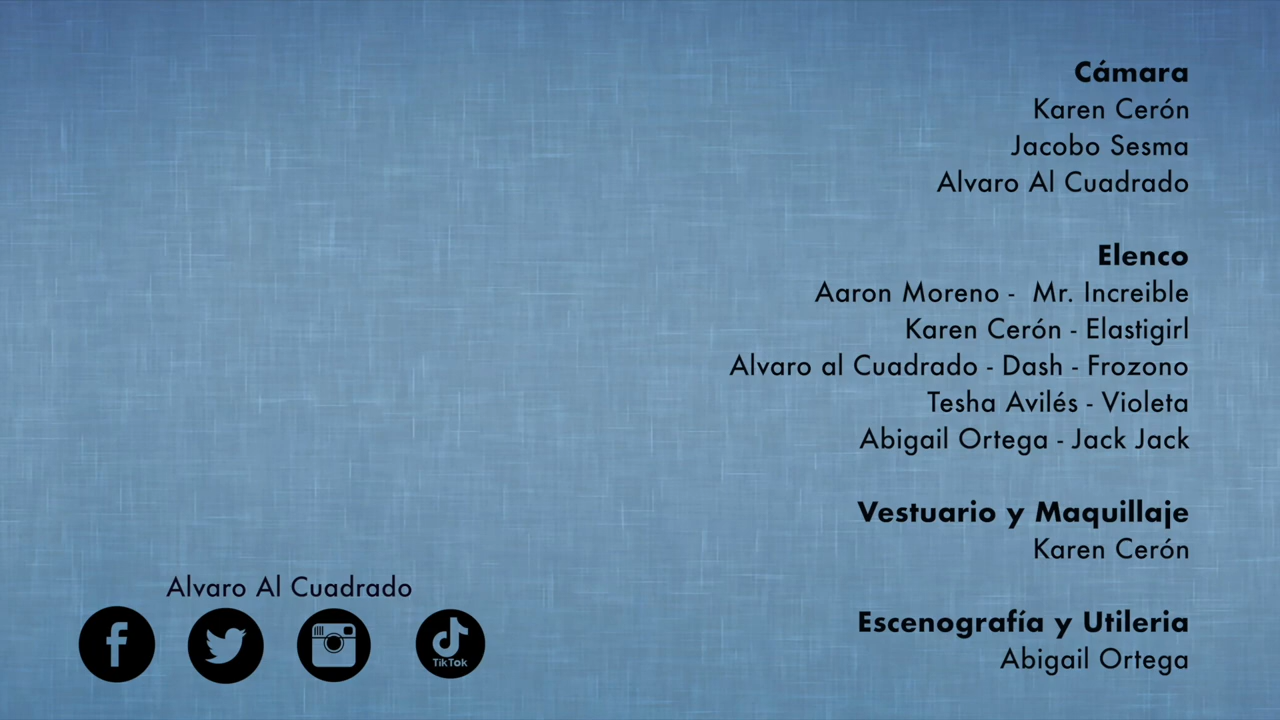 Cámara
Karen Cerón
Jacobo Sesma
Alvaro Al Cuadrado
Elenco
Aaron Moreno - Mr. Increible
Karen Cerón - Elastigirl
Alvaro al Cuadrado - Dash - Frozono
Tesha Avilés - Violeta
Abigail Ortega - Jack Jack
Vestuario y Maquillaje
Karen Cerón
Escenografía y Utileria
Abigail Ortega
Alvaro Al Cuadrado
TikTok